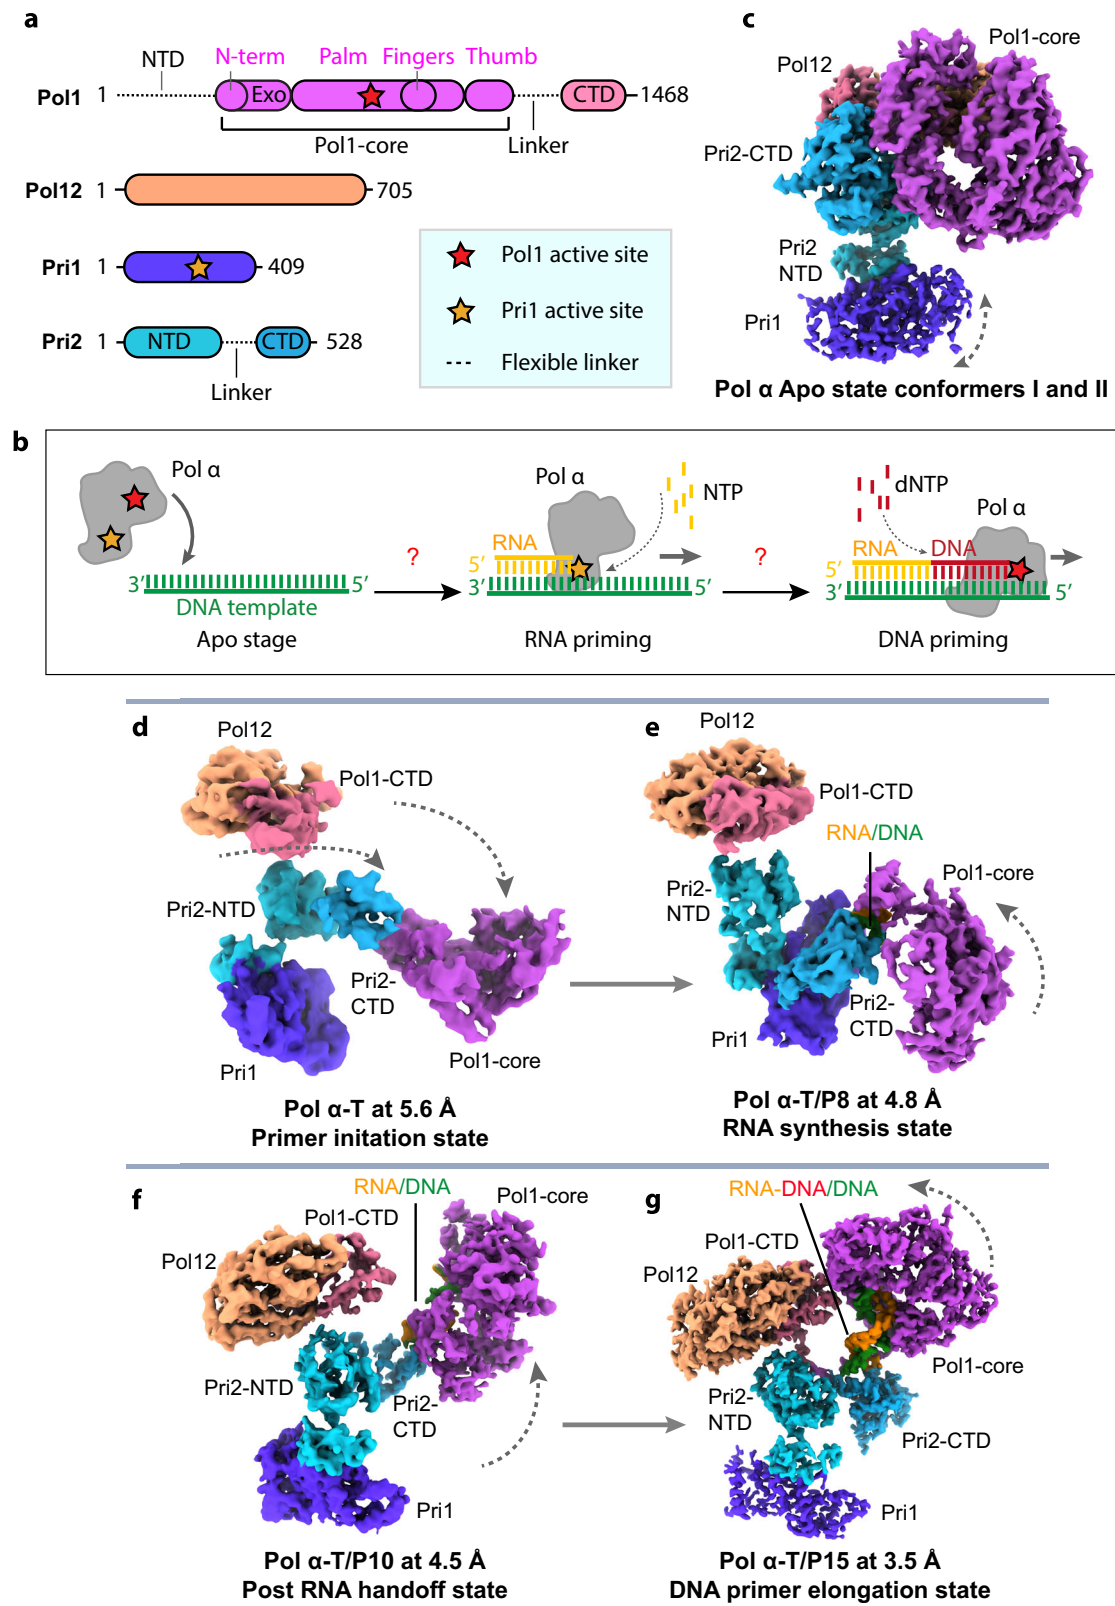 a
NTD
N-term
Palm
Fingers
Thumb
Pol1 1
Exo
CTD
1468
Pol1-core
Linker
Pol12 1
705
Pri1 1
409
Pri2 1
NTD
CTD
528
Linker
Pol1 active site
Pri1 active site
Flexible linker
c
Pol1-core
Pol12
Pri2-CTD
Pri2
NTD
Pri1
Pol α Apo state conformers I and II
b
Pol α
3′
5′
DNA template
Apo stage
?
Pol α
NTP
RNA
5′
3′
5′
RNA priming
?
dNTP
Pol α
RNA
DNA
5′
3′
5′
DNA priming
d
Pol12
Pol1-CTD
Pri2-NTD
Pri2-
CTD
Pol1-core
Pri1
Pol α-T at 5.6 Å
Primer initation state
e
Pol12
Pol1-CTD
RNA/DNA
Pri2-
NTD
Pol1-core
Pri2-
CTD
Pri1
Pol α-T/P8 at 4.8 Å
RNA synthesis state
f
RNA/DNA
Pol1-core
Pol1-CTD
Pol12
Pri2-NTD
Pri2-
CTD
Pri1
Pol α-T/P10 at 4.5 Å
Post RNA handoff state
g
RNA-DNA/DNA
Pol1-CTD
Pol12
Pol1-core
Pri2-
NTD
Pri2-CTD
Pri1
Pol α-T/P15 at 3.5 Å
DNA primer elongation state